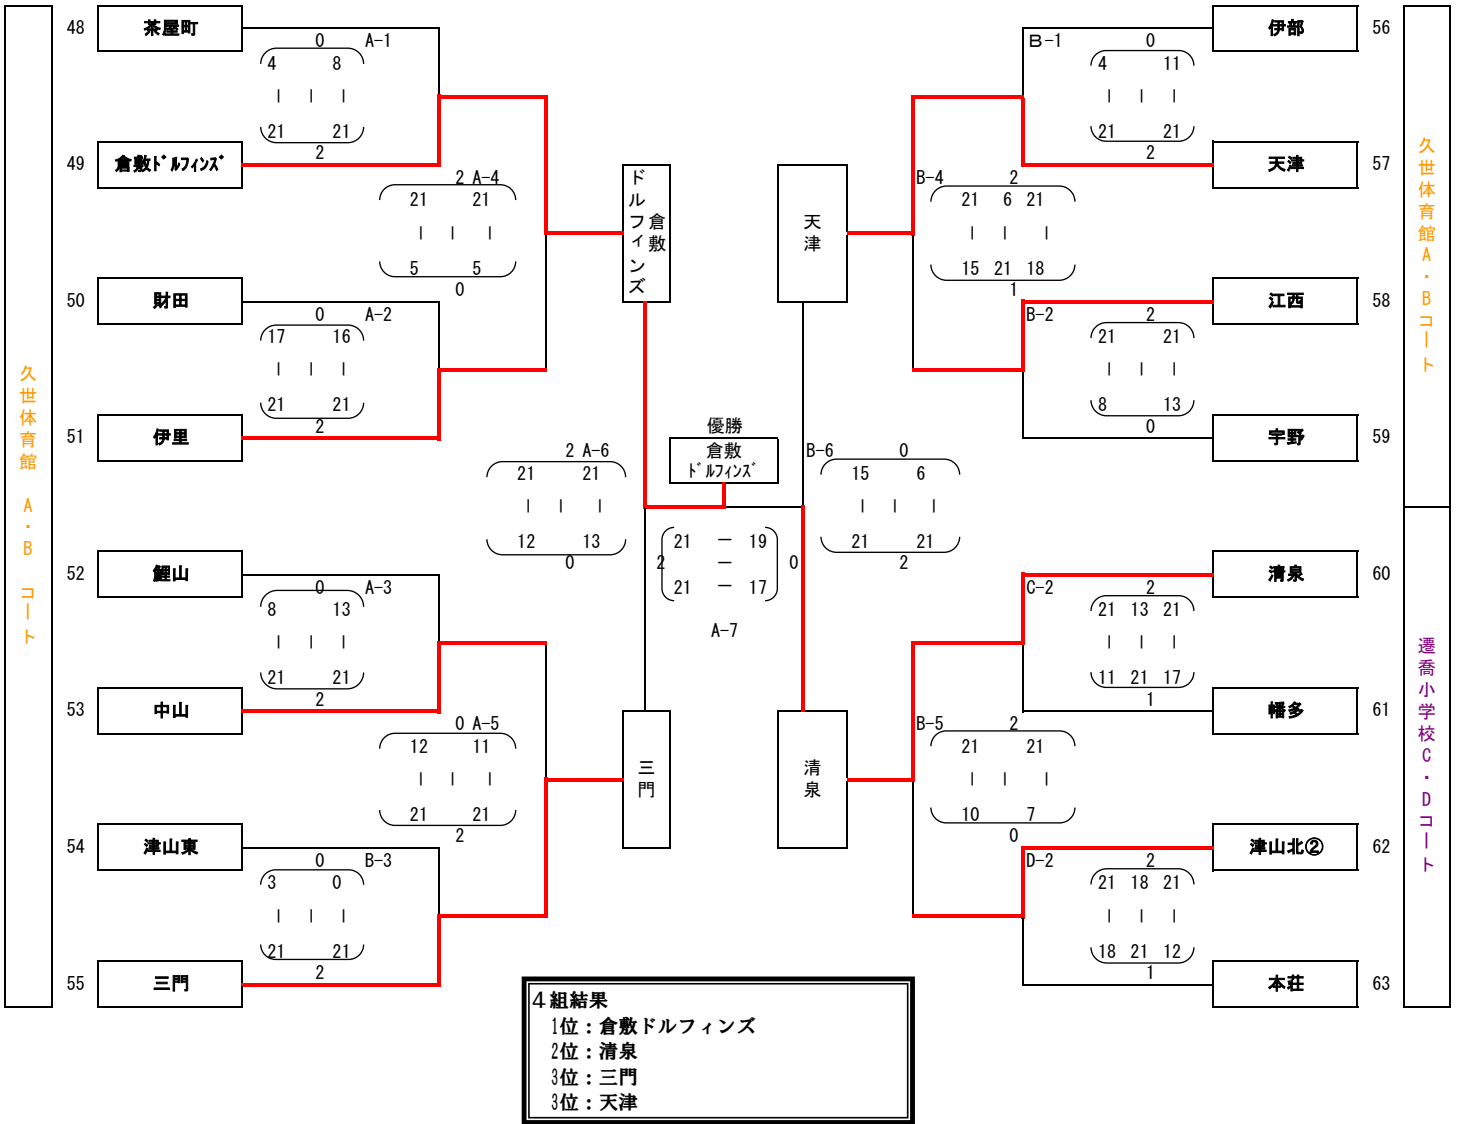 久世体育館 A・B コート
48 茶屋町
0 A-1
4 8
| | |
21 21
2
49 倉敷ﾄﾞﾙﾌｨﾝｽﾞ
2 A-4
21 21
| | |
5 5
0
50 財田
0 A-2
17 16
| | |
21 21
2
51 伊里
2 A-6
21 21
| | |
12 13
0
52 鯉山
0 A-3
8 13
| | |
21 21
2
53 中山
0 A-5
12 11
| | |
21 21
2
54 津山東
0 B-3
3 0
| | |
21 21
2
55 三門
倉敷
ドルフィンズ
三門
優勝
倉敷
ﾄﾞﾙﾌｨﾝｽﾞ
21 － 19
2 － 0
21 － 17
A-7
天津
清泉
伊部 56
B-1 0
4 11
| | |
21 21
2
天津 57
B-4 2
21 6 21
| | |
15 21 18
1
江西 58
B-2 2
21 21
| | |
8 13
0
宇野 59
B-6 0
15 6
| | |
21 21
2
清泉 60
C-2 2
21 13 21
| | |
11 21 17
1
幡多 61
B-5 2
21 21
| | |
10 7
0
津山北② 62
D-2 2
21 18 21
| | |
18 21 12
1
本荘 63
久世体育館A・Bコート
遷喬小学校C・Dコート
４組結果
1位：倉敷ドルフィンズ
2位：清泉
3位：三門
3位：天津